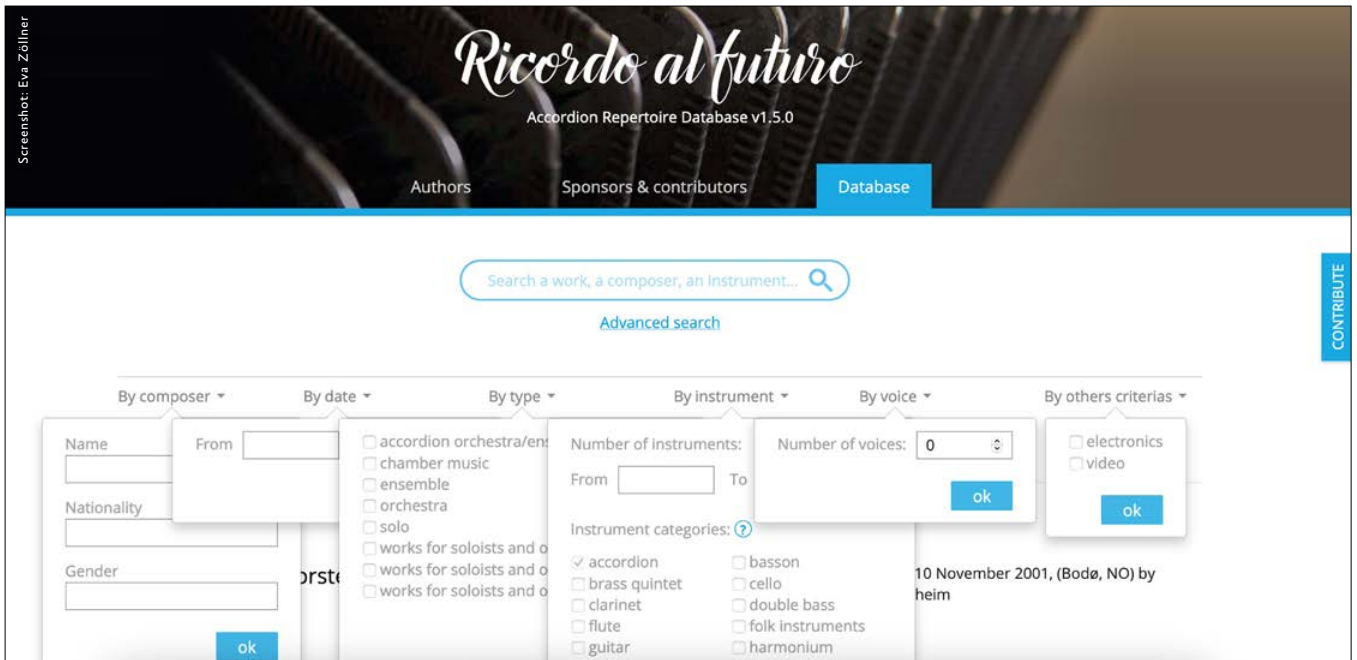 Screenshot: Eva Zöllner
Ricordo al futuro
Accordion Repertoire Database v1.5.0
Authors
Sponsors & contributors
Database
CONTRIBUTE
Search a work, a composer, an instrument...
Advanced search
By composer
By date
By type
By instrument
By voice
By others criterias
Name
Nationality
Gender
ok
From
accordion orchestra/ens
chamber music
ensemble
orchestra
solo
works for soloists and o
works for soloists and o
works for soloists and o
Number of instruments:
From
To
Instrument categories: ?
accordion
basson
brass quintet
cello
clarinet
double bass
flute
folk instruments
guitar
harmonium
Number of voices: 0
ok
electronics
video
ok
orste
10 November 2001, (Bodø, NO) by
heim